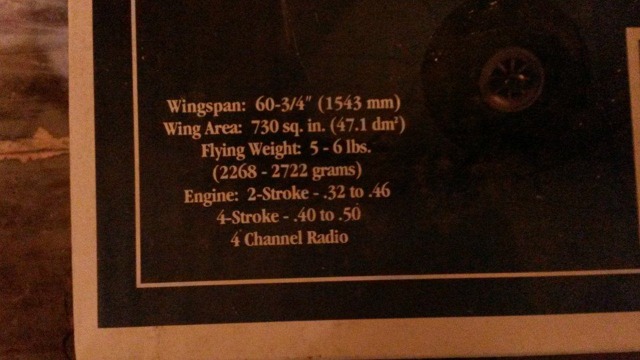 Wingspan: 60-3/4" (1543 mm)
Wing Area: 730 sq. in. (47.1 dm²)
Flying Weight: 5 - 6 lbs.
(2268 - 2722 grams)
Engine: 2-Stroke - .32 to .46
4-Stroke - .40 to .50
4 Channel Radio